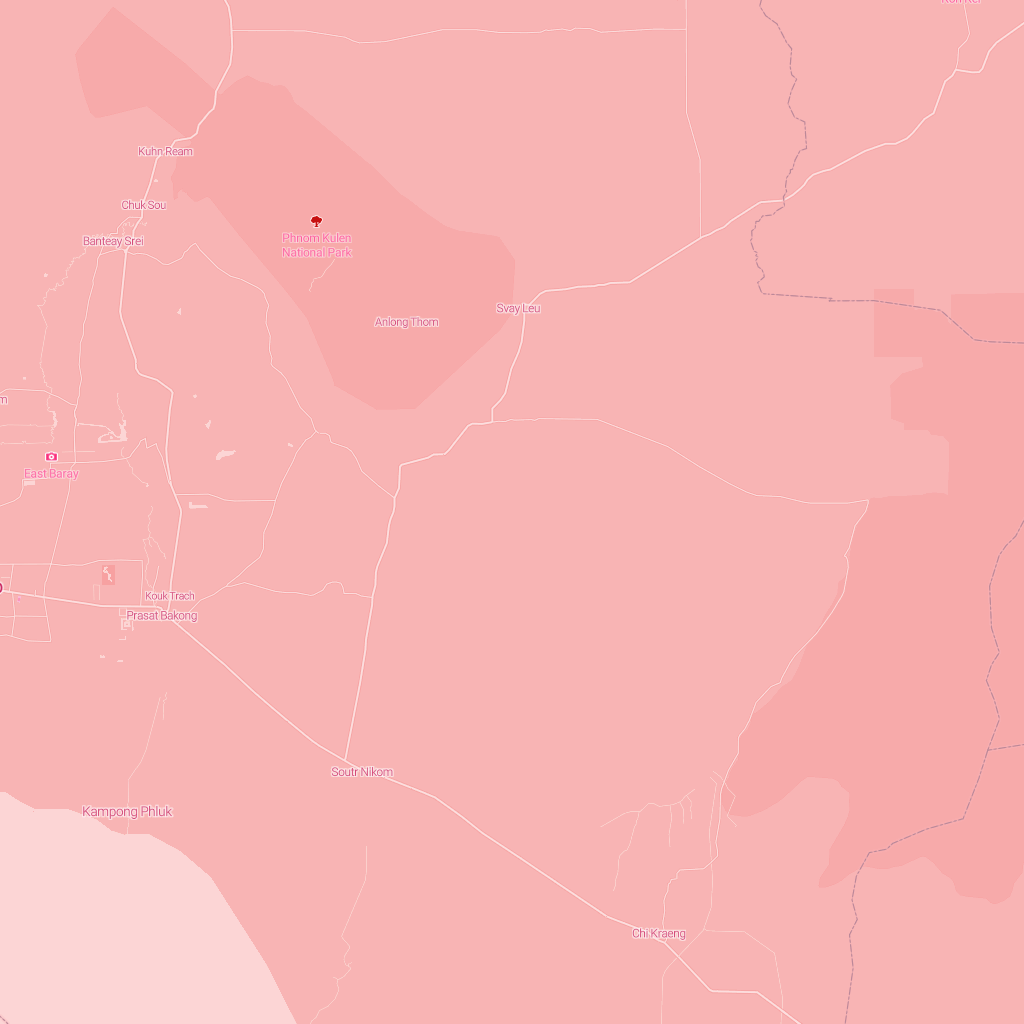 Kuhn Ream
Chuk Sou
Banteay Srei
Phnom Kulen
National Park
Svay Leu
Anlong Thom
East Baray
Kouk Trach
Prasat Bakong
Soutr Nikom
Kampong Phluk
Chi Kraeng